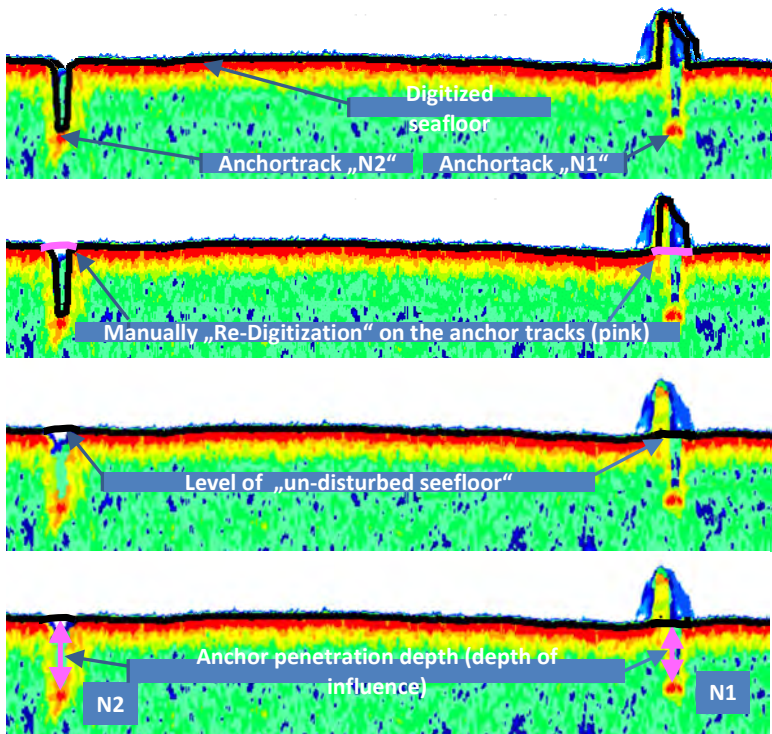 Digitized
seafloor
Anchortrack „N2“
Anchortack „N1“
Manually „Re-Digitization“ on the anchor tracks (pink)
Level of „un-disturbed seefloor“
Anchor penetration depth (depth of
influence)
N2
N1